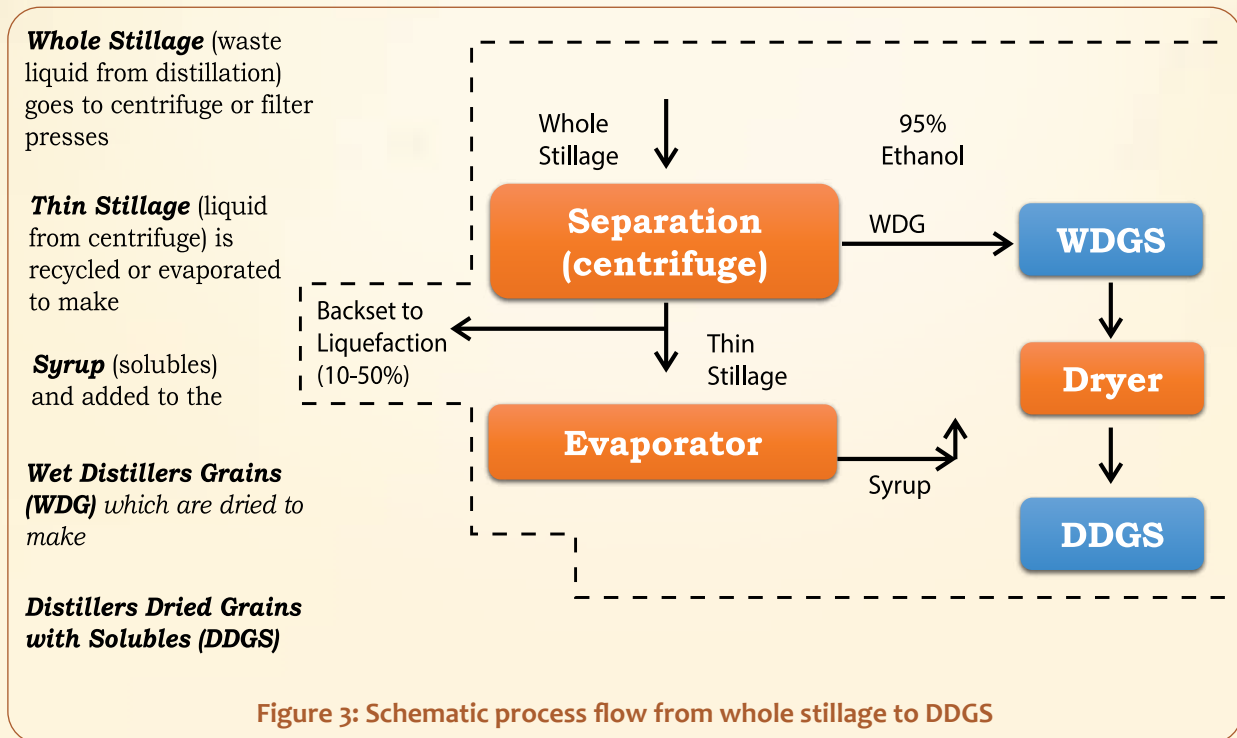 Whole Stillage (waste
liquid from distillation)
goes to centrifuge or filter
presses
Thin Stillage (liquid
from centrifuge) is
recycled or evaporated
to make
Syrup (solubles)
and added to the
Wet Distillers Grains
(WDG) which are dried to
make
Distillers Dried Grains
with Solubles (DDGS)
Whole
Stillage
95%
Ethanol
Separation
(centrifuge)
WDG
WDGS
Backset to
Liquefaction
(10-50%)
Thin
Stillage
Dryer
Evaporator
Syrup
DDGS
Figure 3: Schematic process flow from whole stillage to DDGS